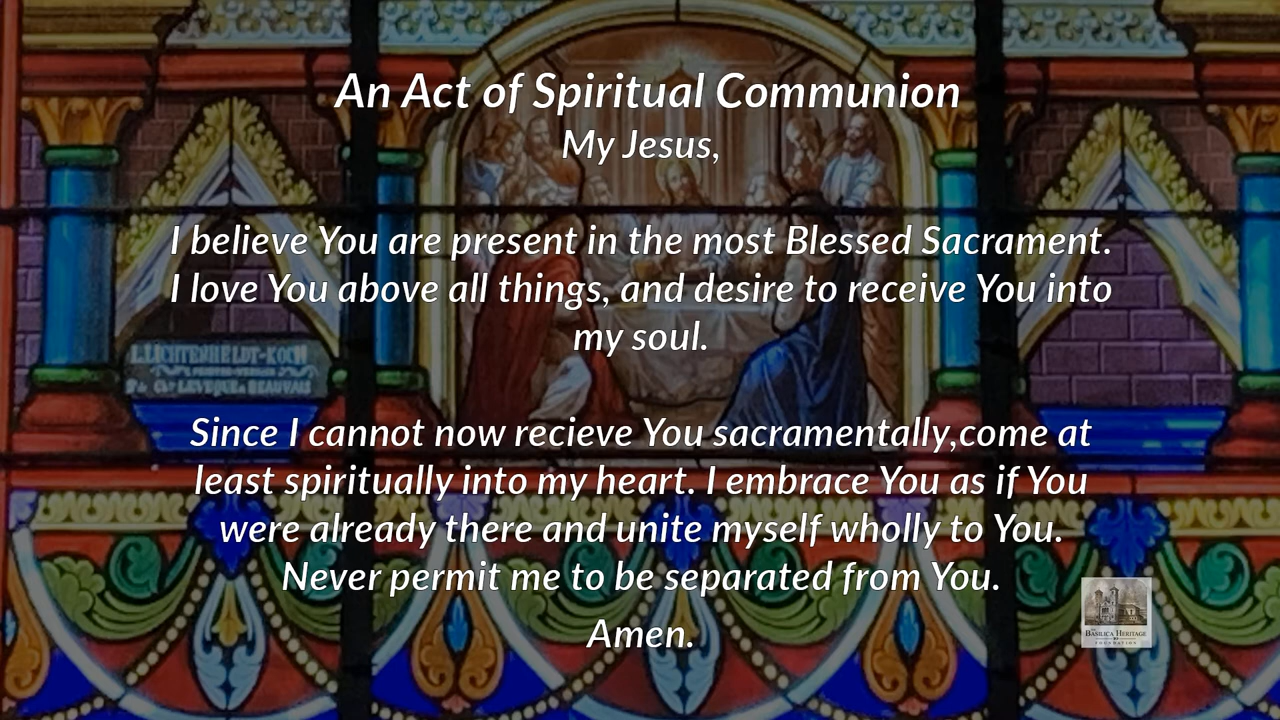 An Act of Spiritual Communion
My Jesus,
I believe You are present in the most Blessed Sacrament.
I love You above all things, and desire to receive You into
my soul.
Since I cannot now recieve You sacramentally,come at
least spiritually into my heart. I embrace You as if You
were already there and unite myself wholly to You.
Never permit me to be separated from You.
Amen.
L.LICHTENHELDT-KOCH
LEVEQUE BEAUVAIS
BASILICA HERITAGE
FOUNDATION